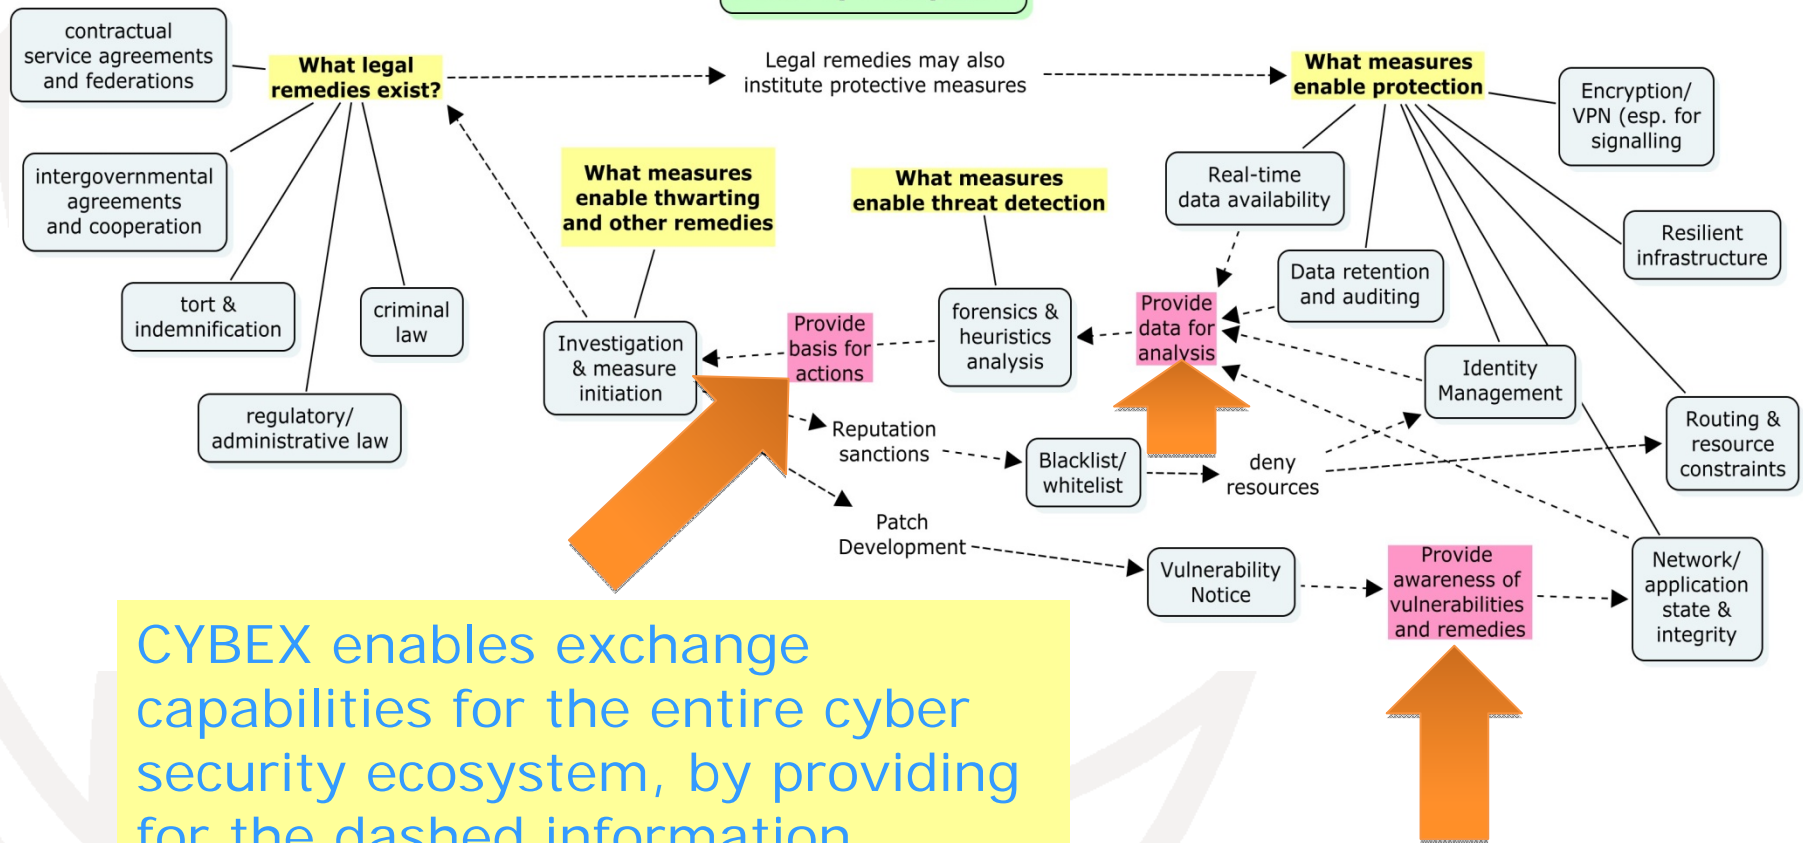 contractual
service agreements
and federations
What legal
remedies exist?
Legal remedies may also
institute protective measures
What measures
enable protection
Encryption/
VPN (esp. for
signalling
intergovernmental
agreements
and cooperation
What measures
enable thwarting
and other remedies
What measures
enable threat detection
Real-time
data availability
Resilient
infrastructure
tort &
indemnification
criminal
law
Data retention
and auditing
Investigation
& measure
initiation
Provide
basis for
actions
forensics &
heuristics
analysis
Provide
data for
analysis
Identity
Management
regulatory/
administrative law
Reputation
sanctions
Blacklist/
whitelist
deny
resources
Routing &
resource
constraints
Patch
Development
Vulnerability
Notice
Provide
awareness of
vulnerabilities
and remedies
Network/
application
state &
integrity
CYBEX enables exchange
capabilities for the entire cyber
security ecosystem, by providing
for the dashed information